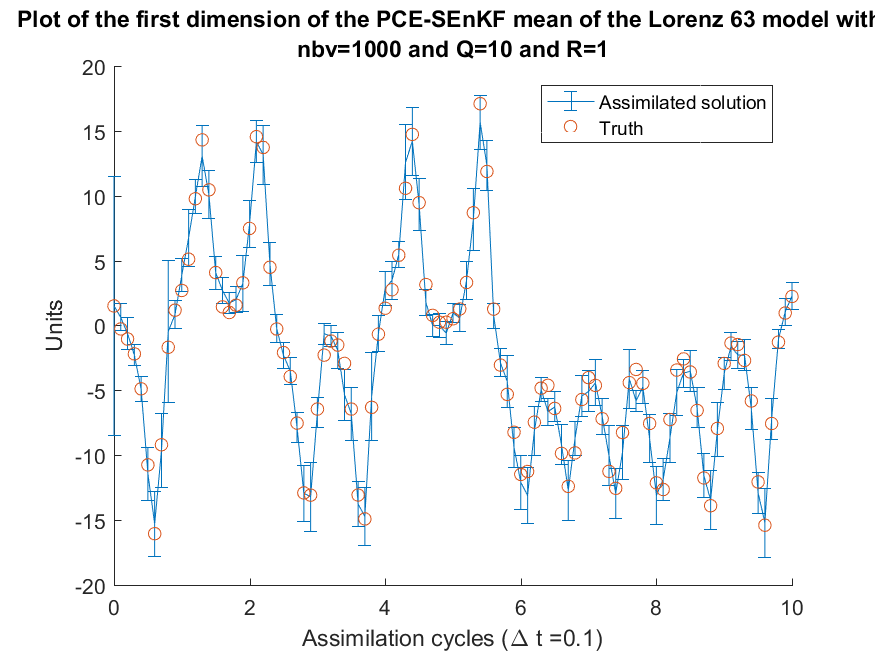 Plot of the first dimension of the PCE-SEnKF mean of the Lorenz 63 model with
nbv=1000 and Q=10 and R=1
20
15
10
5
0
-5
-10
-15
-20
Units
Assimilated solution
Truth
0 2 4 6 8 10
Assimilation cycles (Δ t =0.1)